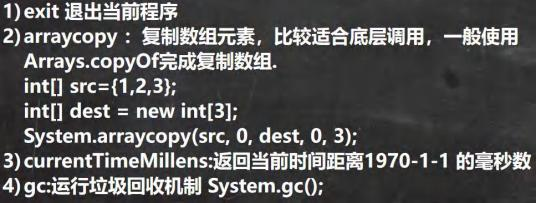 1)exit 退出当前程序
2)arraycopy ：复制数组元素，比较适合底层调用，一般使用
Arrays.copyOf完成复制数组.
int[] src={1,2,3};
int[] dest = new int[3];
System.arraycopy(src, 0, dest, 0, 3);
3)currentTimeMillens:返回当前时间距离1970-1-1 的毫秒数
4)gc:运行垃圾回收机制 System.gc();